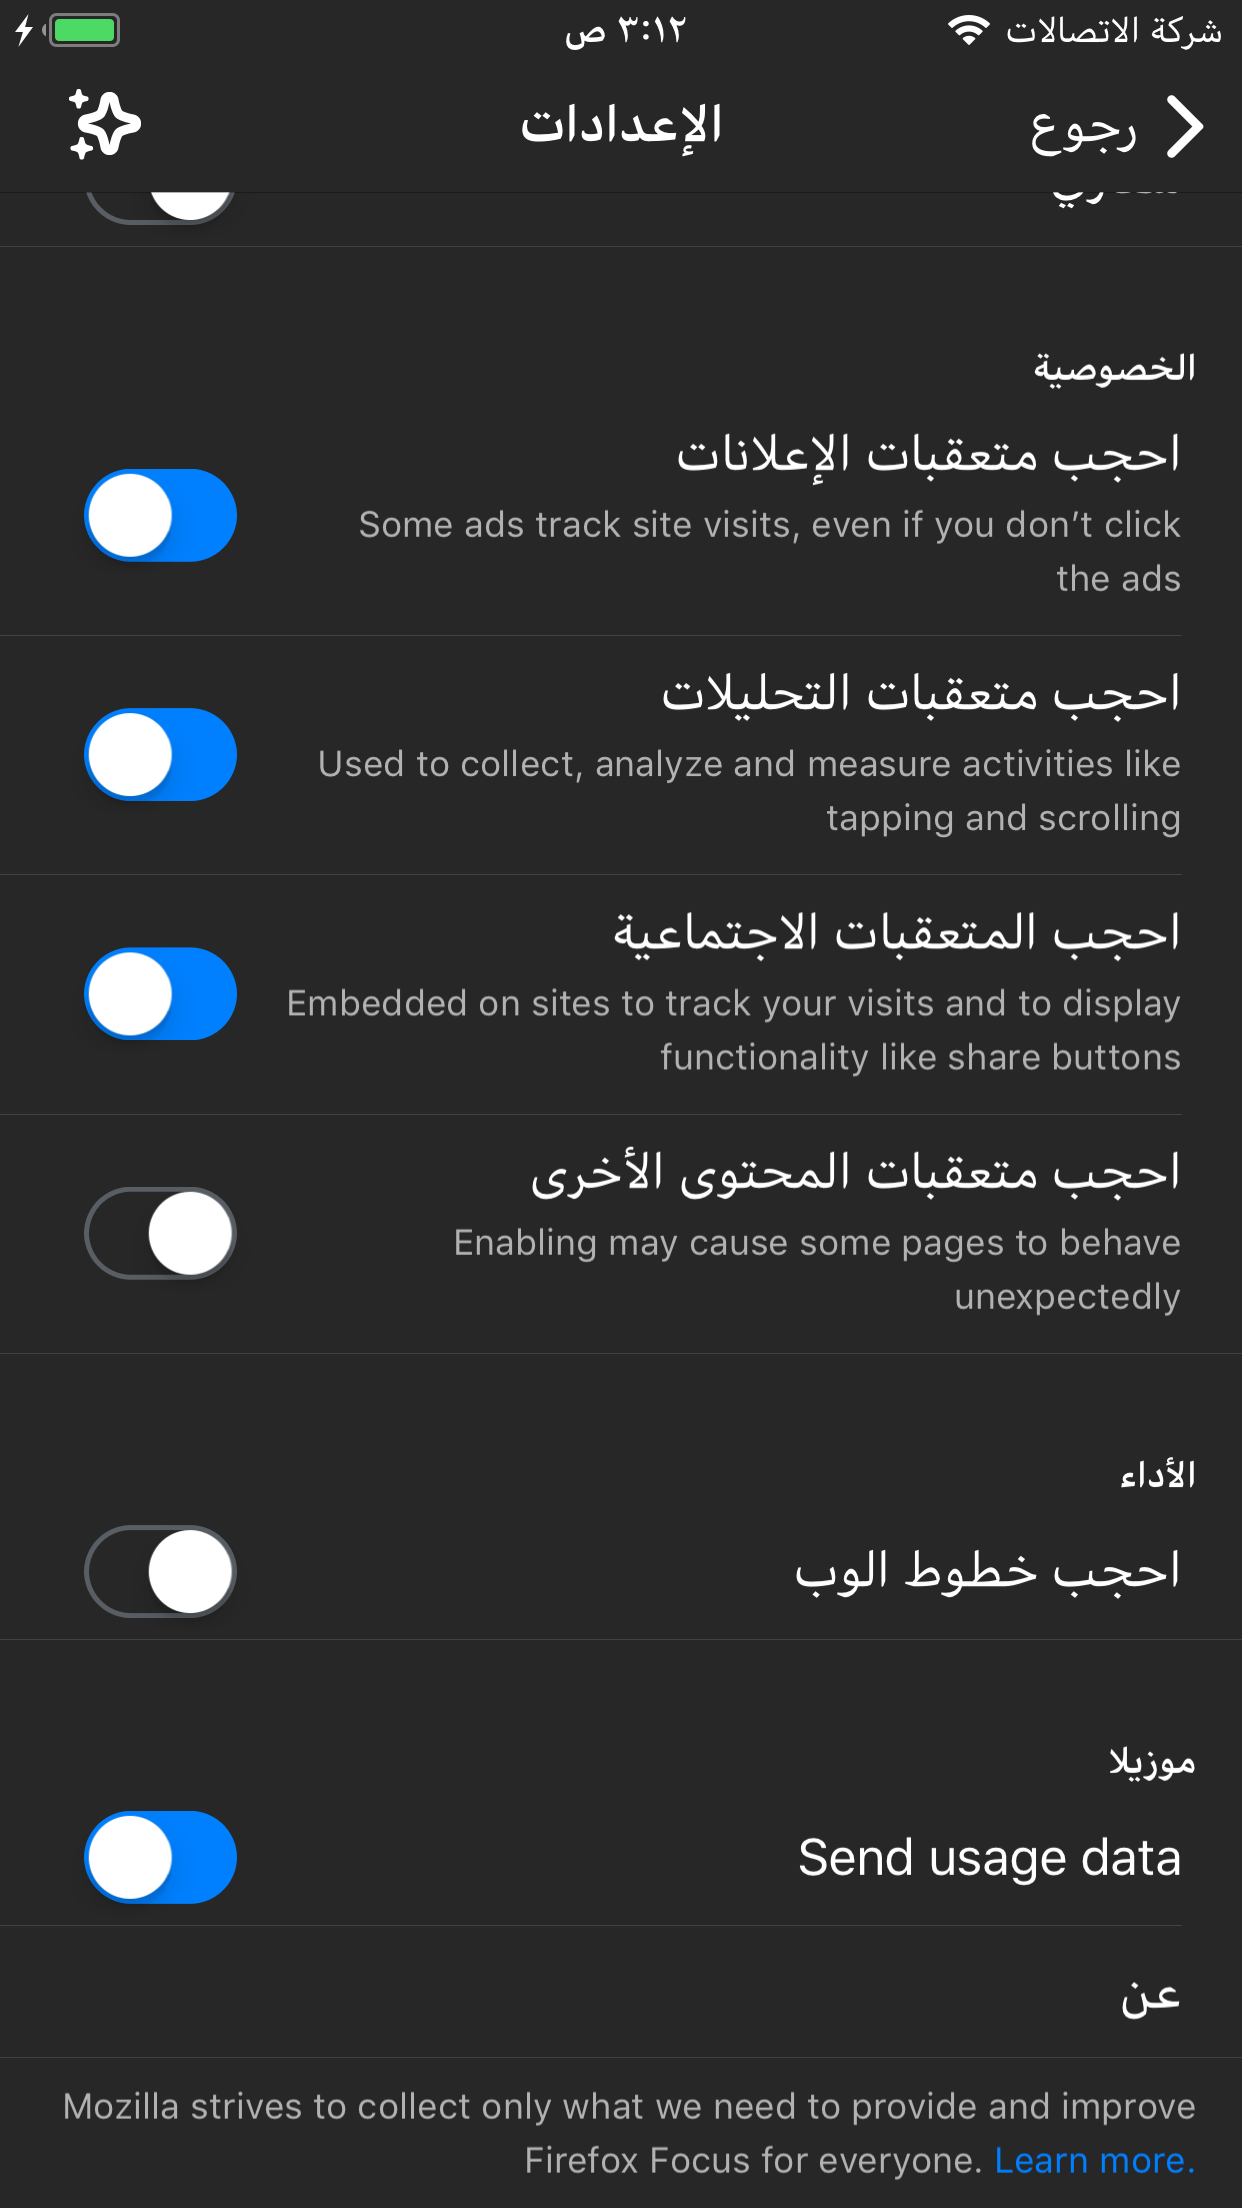 شركة الاتصالات
٣:١٢ ص
رجوع
الإعدادات
الخصوصية
احجب متعقبات الإعلانات
Some ads track site visits, even if you don’t click
the ads
احجب متعقبات التحليلات
Used to collect, analyze and measure activities like
tapping and scrolling
احجب المتعقبات الاجتماعية
Embedded on sites to track your visits and to display
functionality like share buttons
احجب متعقبات المحتوى الأخرى
Enabling may cause some pages to behave
unexpectedly
الأداء
احجب خطوط الوب
موزيلا
Send usage data
عن
Mozilla strives to collect only what we need to provide and improve
Firefox Focus for everyone. Learn more.